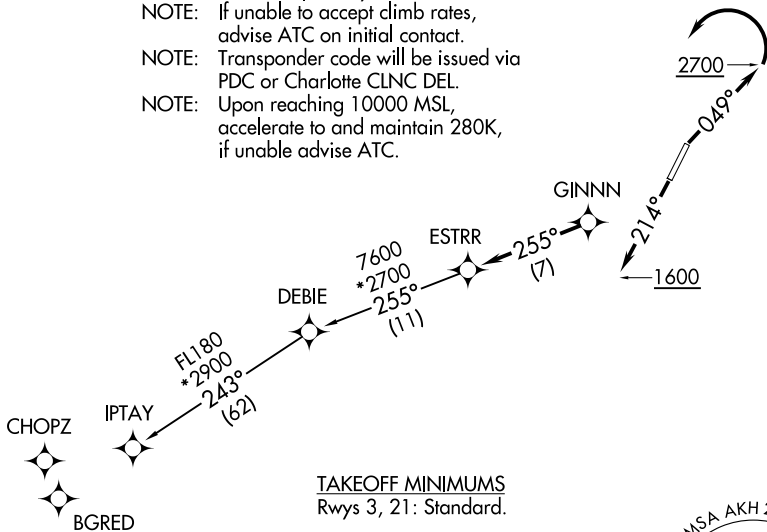 NOTE: If unable to accept climb rates,
advise ATC on initial contact.
NOTE: Transponder code will be issued via
PDC or Charlotte CLNC DEL.
NOTE: Upon reaching 10000 MSL,
accelerate to and maintain 280K,
if unable advise ATC.
2700
049°
214°
1600
GINNN
255°
(7)
ESTRR
7600
*2700
255°
(11)
DEBIE
FL180
*2900
243°
(62)
IPTAY
CHOPZ
BGRED
TAKEOFF MINIMUMS
Rwys 3, 21: Standard.
MSA AKH 2